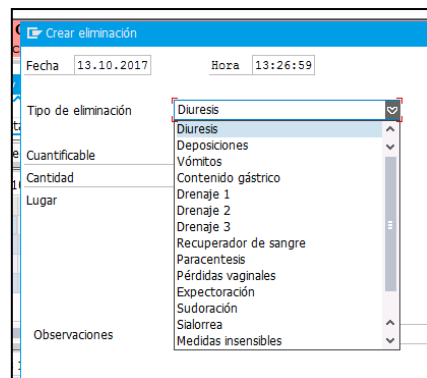 Crear eliminación
Fecha 13.10.2017 Hora 13:26:59
Tipo de eliminación Diuresis
Diuresis
Deposiciones
Vómitos
Contenido gástrico
Drenaje 1
Drenaje 2
Drenaje 3
Recuperador de sangre
Paracentesis
Pérdidas vaginales
Expectoración
Sudoración
Sialorrea
Medidas insensibles
Cuantificable
Cantidad
Lugar
Observaciones